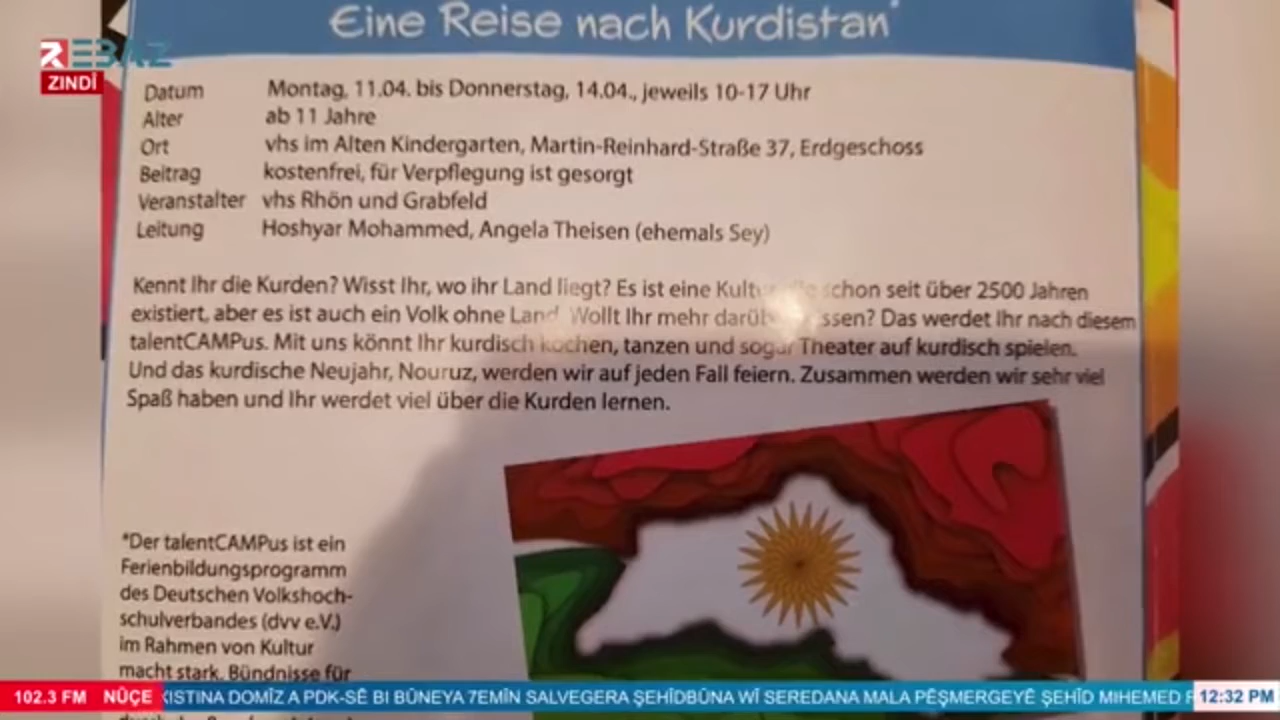 Eine Reise nach Kurdistan*
REBAZ
ZINDÎ
Datum Montag, 11.04. bis Donnerstag, 14.04., jeweils 10-17 Uhr
Alter ab 11 Jahre
Ort vhs im Alten Kindergarten, Martin-Reinhard-Straße 37, Erdgeschoss
Beitrag kostenfrei, für Verpflegung ist gesorgt
Veranstalter vhs Rhön und Grabfeld
Leitung Hoshyar Mohammed, Angela Theisen (ehemals Sey)
Kennt Ihr die Kurden? Wisst Ihr, wo ihr Land liegt? Es ist eine schon seit über 2500 Jahren
existiert, aber es ist auch ein Volk ohne Land. Wollt Ihr mehr Das werdet Ihr nach diesem
talentCAMPus. Mit uns könnt Ihr kurdisch kochen, tanzen und sogar Theater auf kurdisch spielen.
Und das kurdische Neujahr, Nouruz, werden wir auf jeden Fall feiern. Zusammen werden wir sehr viel
Spaß haben und Ihr werdet viel über die Kurden lernen.
*Der talentCAMPus ist ein
Ferienbildungsprogramm
des Deutschen Volkshoch-
schulverbandes (dvv e.V.)
im Rahmen von Kultur
macht stark. Bündnisse für
102.3 FM NÛÇE XISTINA DOMÎZ A PDK-SÊ BI BÛNEYA 7EMÎN SALVEGERA ŞEHÎDBÛNA WÎ SEREDANA MALA PÊŞMERGEYÊ ŞEHÎD MIHEMED 12:32 PM